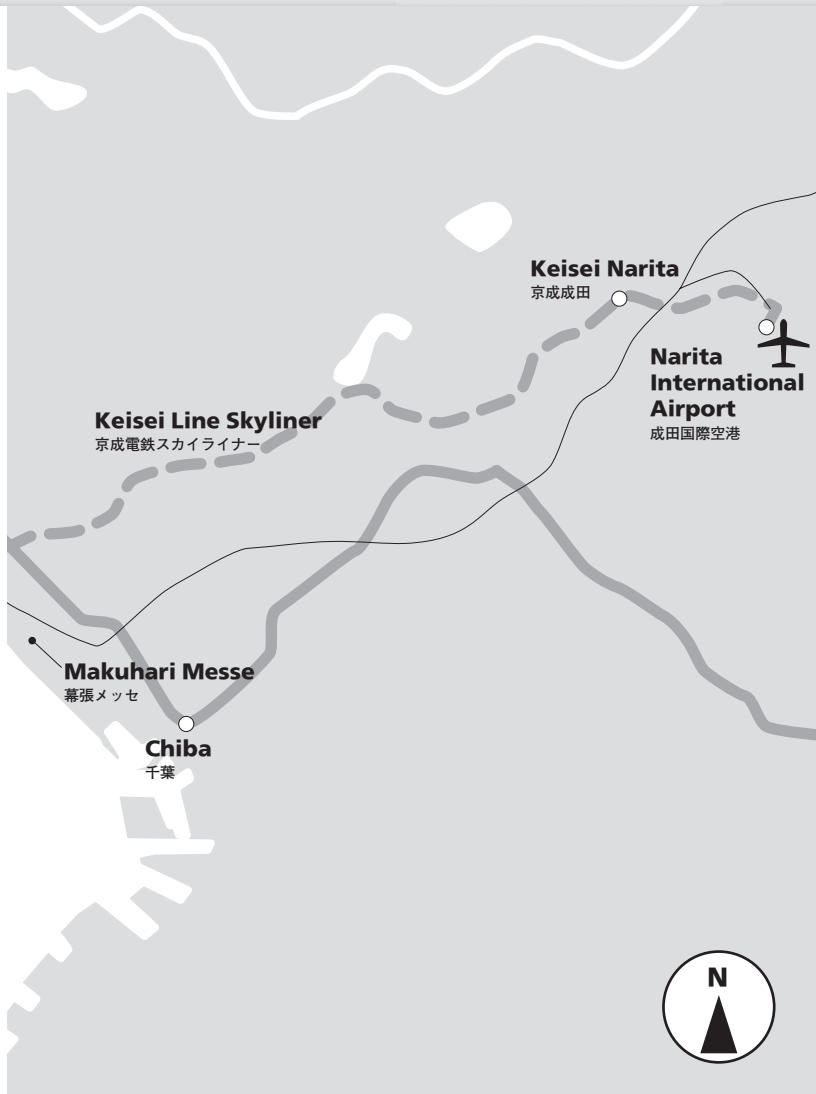 Keisei Narita
京成成田
Narita
International
Airport
成田国際空港
Keisei Line Skyliner
京成電鉄スカイライナー
Makuhari Messe
幕張メッセ
Chiba
千葉
N